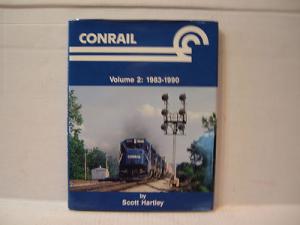 CONRAIL
Volume 2: 1983-1990
by
Scott Hartley